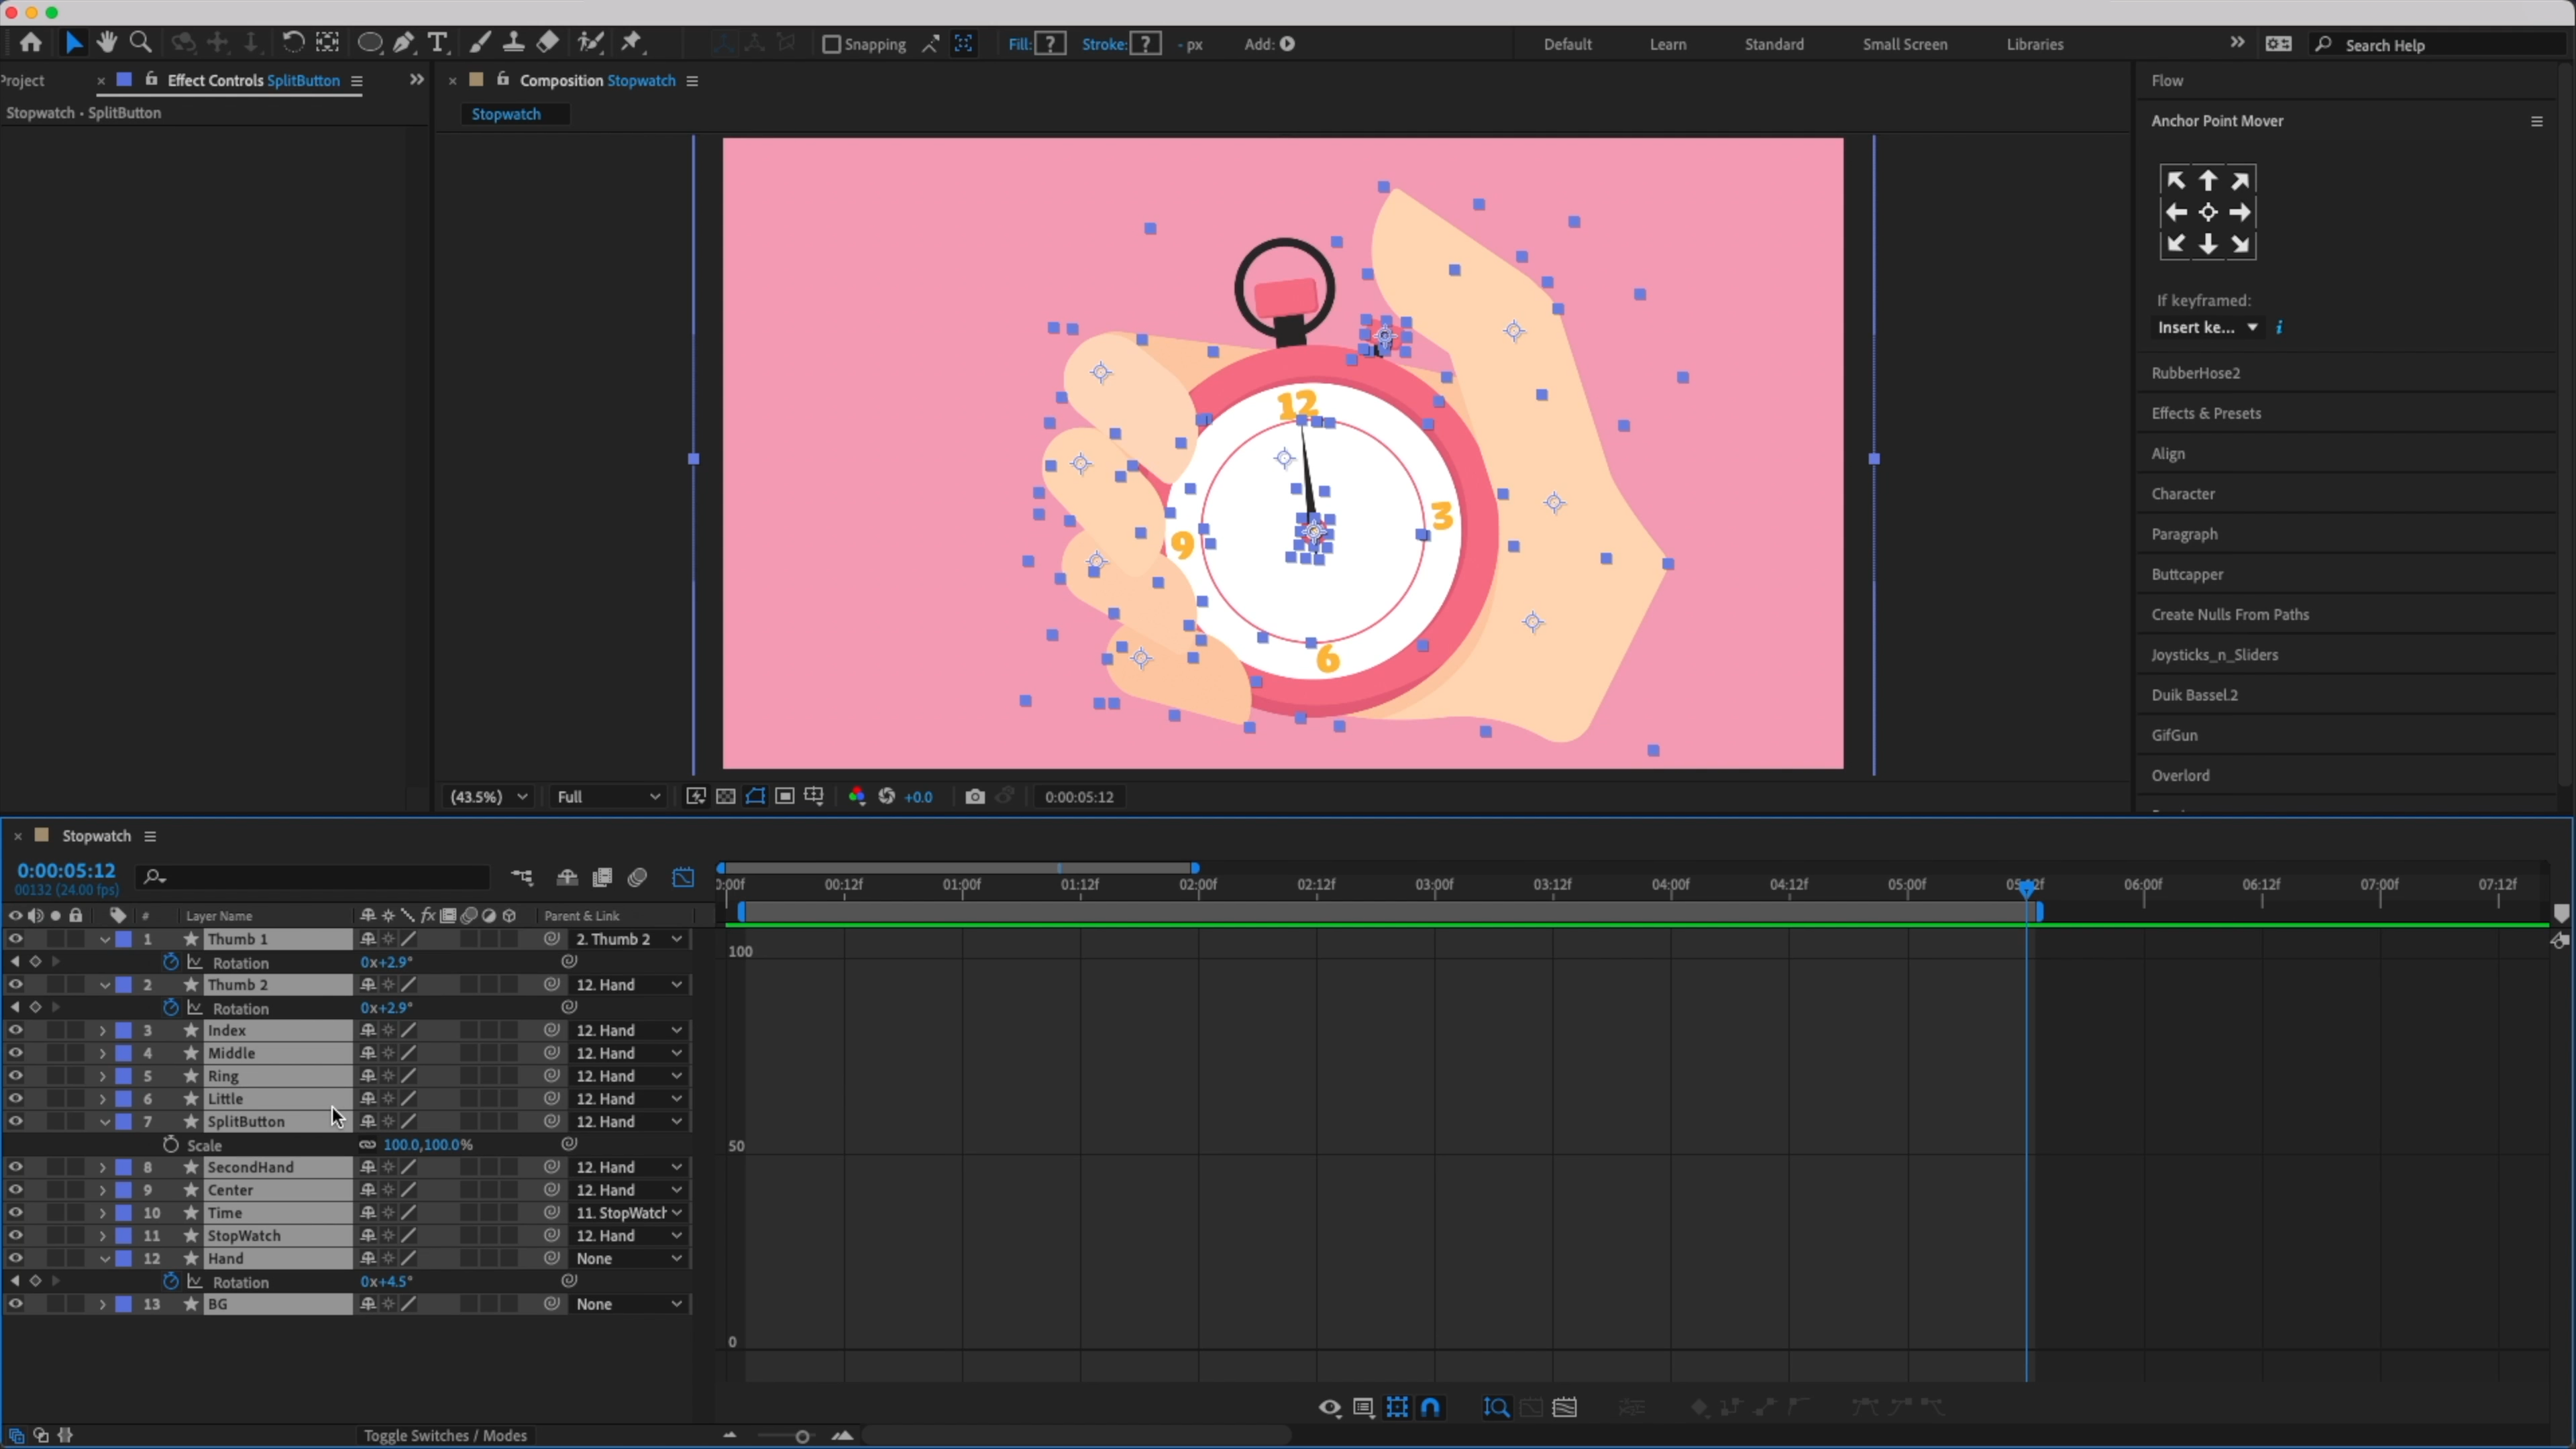 Snapping
Fill: ?
Stroke: ?
- px
Add:
Default
Learn
Standard
Small Screen
Libraries
Search Help
Project
Effect Controls SplitButton
Composition Stopwatch
Flow
Stopwatch • SplitButton
Stopwatch
Anchor Point Mover
If keyframed:
Insert ke...
RubberHose2
Effects & Presets
Align
Character
Paragraph
Buttcapper
Create Nulls From Paths
Joysticks_n_Sliders
Duik Bassel.2
GifGun
Overlord
12
3
9
6
(43.5%)
Full
+0.0
0:00:05:12
Stopwatch
0:00:05:12
00132 (24.00 fps)
:00f 00:12f 01:00f 01:12f 02:00f 02:12f 03:00f 03:12f 04:00f 04:12f 05:00f 05:12f 06:00f 06:12f 07:00f 07:12f
# Layer Name fx Parent & Link
1 Thumb 1 2. Thumb 2
Rotation 0x+2.9°
2 Thumb 2 12. Hand
Rotation 0x+2.9°
3 Index 12. Hand
4 Middle 12. Hand
5 Ring 12. Hand
6 Little 12. Hand
7 SplitButton 12. Hand
Scale 100.0,100.0%
8 SecondHand 12. Hand
9 Center 12. Hand
10 Time 11. StopWatch
11 StopWatch 12. Hand
12 Hand None
Rotation 0x+4.5°
13 BG None
100
50
0
Toggle Switches / Modes